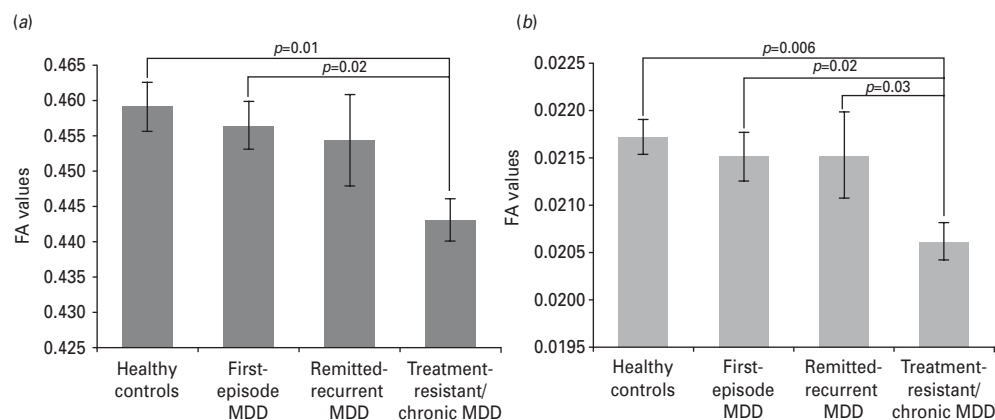 (a)
p=0.01
p=0.02
0.465
0.460
0.455
0.445
0.440
0.435
0.430
0.425
FA values
Healthy
controls
First-
episode
MDD
Remitted-
recurrent
MDD
Treatment-
resistant/
chronic MDD
(b)
p=0.006
p=0.02
p=0.03
0.0225
0.0220
0.0215
0.0210
0.0205
0.0200
0.0195
FA values
Healthy
controls
First-
episode
MDD
Remitted-
recurrent
MDD
Treatment-
resistant/
chronic MDD